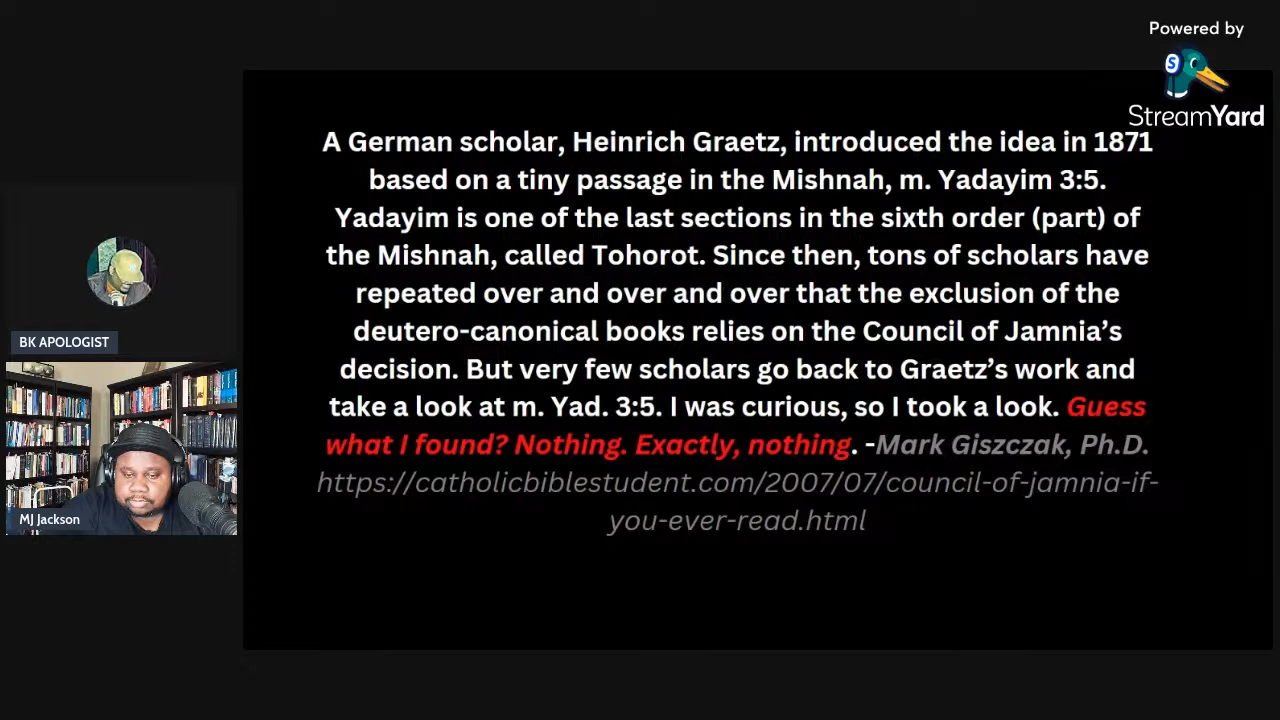 Powered by
StreamYard
A German scholar, Heinrich Graetz, introduced the idea in 1871
based on a tiny passage in the Mishnah, m. Yadayim 3:5.
Yadayim is one of the last sections in the sixth order (part) of
the Mishnah, called Tohorot. Since then, tons of scholars have
repeated over and over and over that the exclusion of the
deutero-canonical books relies on the Council of Jamnia’s
decision. But very few scholars go back to Graetz’s work and
take a look at m. Yad. 3:5. I was curious, so I took a look. Guess
what I found? Nothing. Exactly, nothing. -Mark Giszczak, Ph.D.
https://catholicbiblestudent.com/2007/07/council-of-jamnia-if-
you-ever-read.html
BK APOLOGIST
MJ Jackson